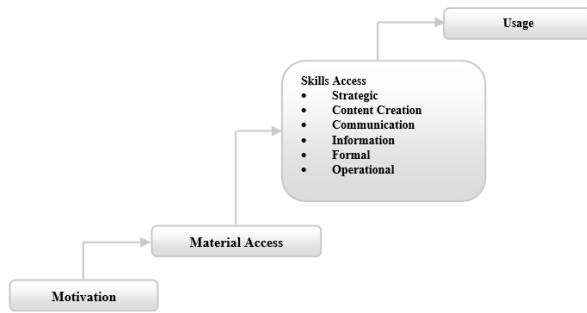 Usage
Skills Access
• Strategic
• Content Creation
• Communication
• Information
• Formal
• Operational
Material Access
Motivation